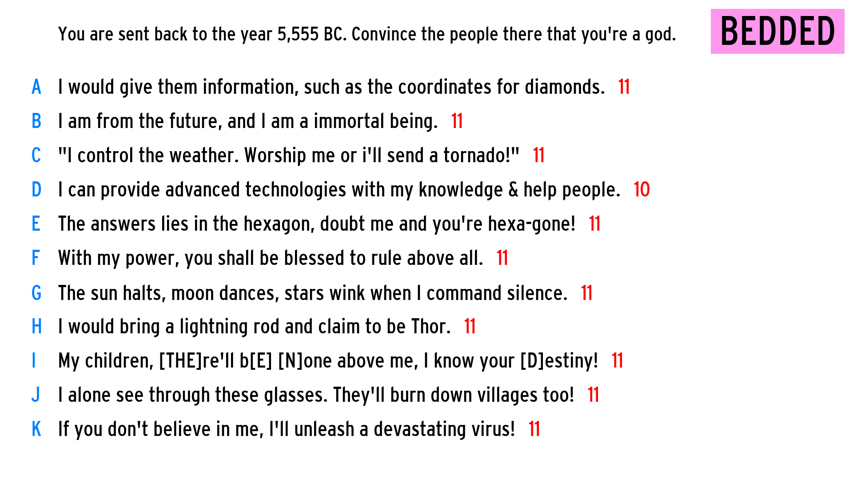 You are sent back to the year 5,555 BC. Convince the people there that you're a god. BEDDED
A I would give them information, such as the coordinates for diamonds. 11
B I am from the future, and I am a immortal being. 11
C "I control the weather. Worship me or i'll send a tornado!" 11
D I can provide advanced technologies with my knowledge & help people. 10
E The answers lies in the hexagon, doubt me and you're hexa-gone! 11
F With my power, you shall be blessed to rule above all. 11
G The sun halts, moon dances, stars wink when I command silence. 11
H I would bring a lightning rod and claim to be Thor. 11
I My children, [THE]re'll b[E] [N]one above me, I know your [D]estiny! 11
J I alone see through these glasses. They'll burn down villages too! 11
K If you don't believe in me, I'll unleash a devastating virus! 11